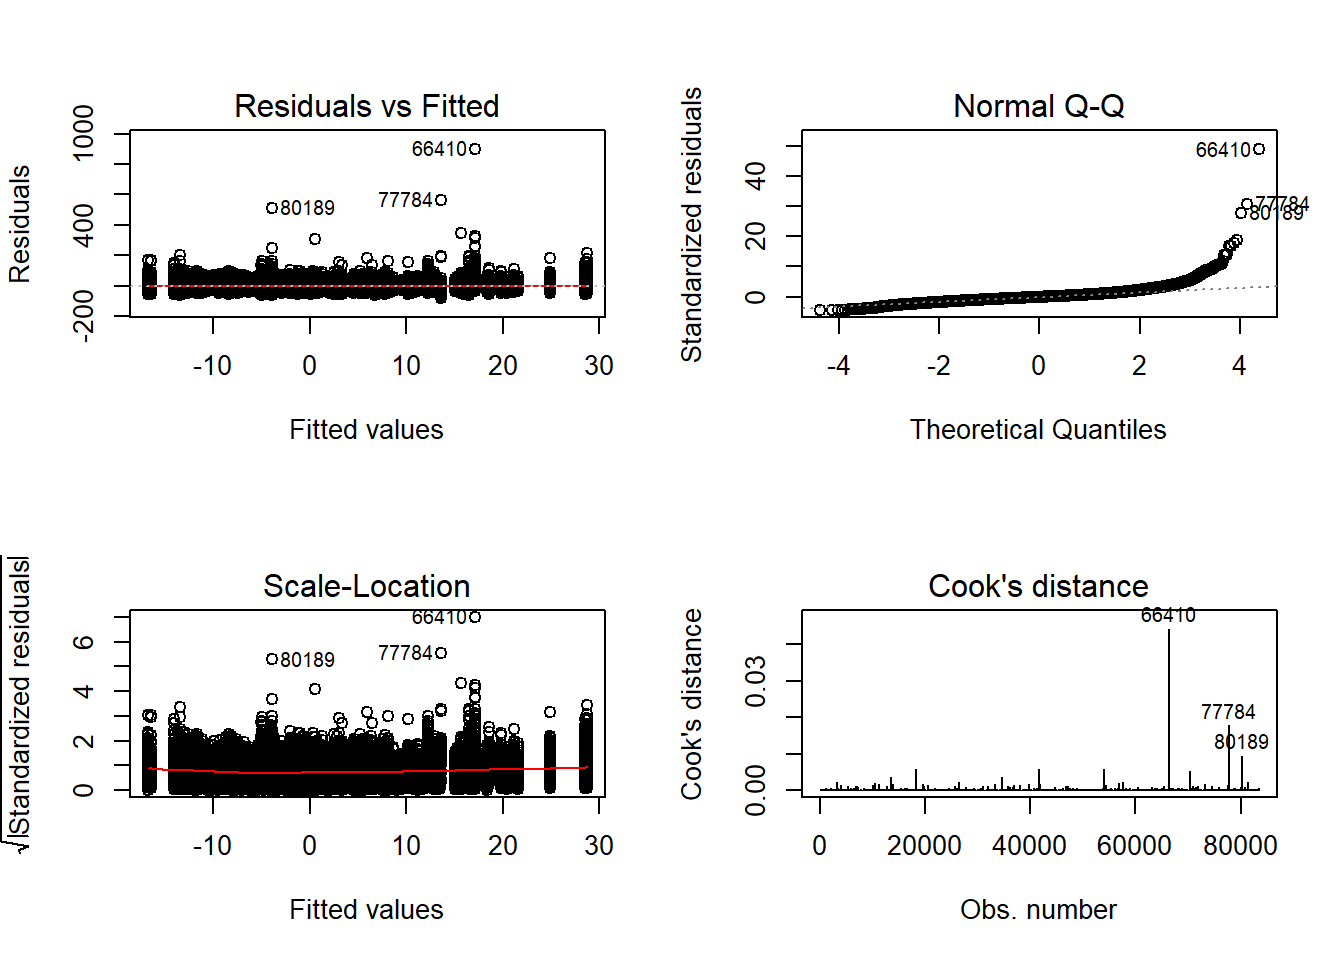 Residuals vs Fitted
Residuals
-200 400 1000
66410
77784
80189
-10 0 10 20 30
Fitted values
Normal Q-Q
Standardized residuals
0 20 40
66410
77784
80189
-4 -2 0 2 4
Theoretical Quantiles
Scale-Location
√|Standardized residuals|
0 2 4 6
66410
77784
80189
-10 0 10 20 30
Fitted values
Cook's distance
Cook's distance
0.00 0.03
66410
77784
80189
0 20000 40000 60000 80000
Obs. number